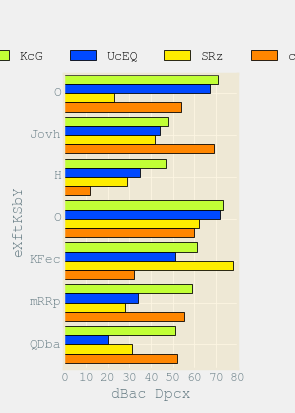 KcG UcEQ SRz c
O
Jovh
H
O
KFec
mRRp
QDba
eXftKSbY
0 10 20 30 40 50 60 70 80
dBac Dpcx